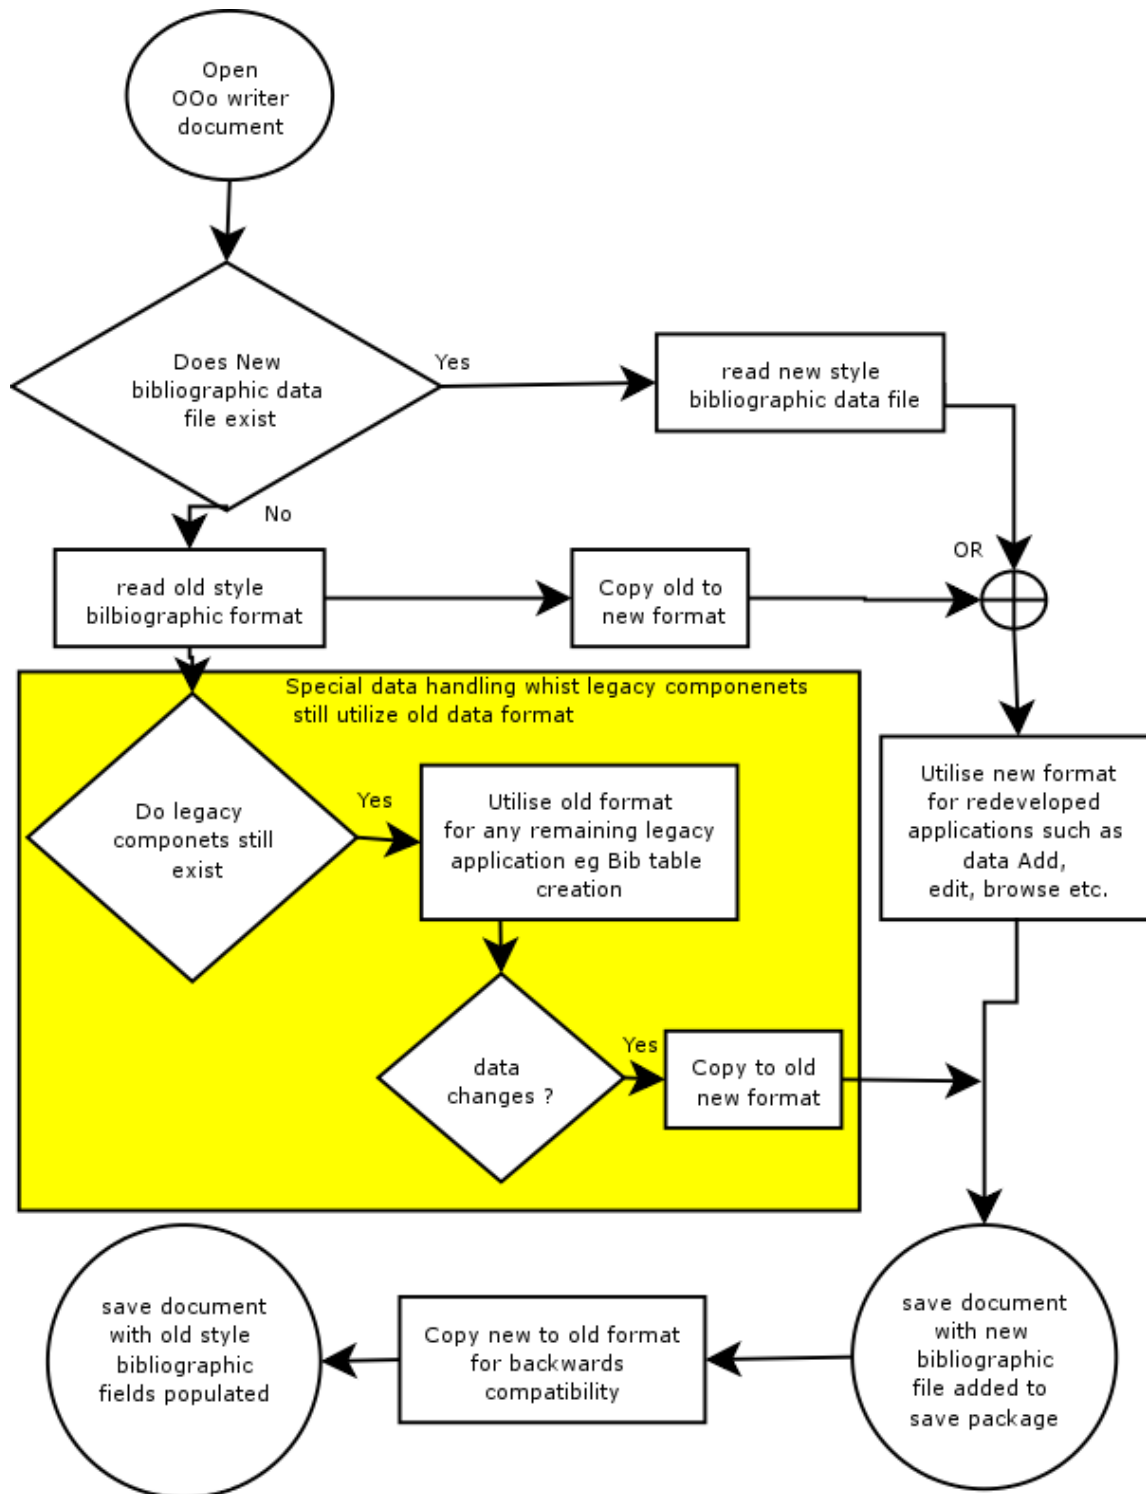 Open
OOo writer
document
Does New
bibliographic data
file exist
Yes
read new style
bibliographic data file
No
OR
read old style
bilbiographic format
Copy old to
new format
Special data handling whist legacy componenets
still utilize old data format
Do legacy
componets still
exist
Yes
Utilise old format
for any remaining legacy
application eg Bib table
creation
Utilise new format
for redeveloped
applications such as
data Add,
edit, browse etc.
data
changes ?
Yes
Copy to old
new format
save document
with old style
bibliographic
fields populated
Copy new to old format
for backwards
compatibility
save document
with new
bibliographic
file added to
save package